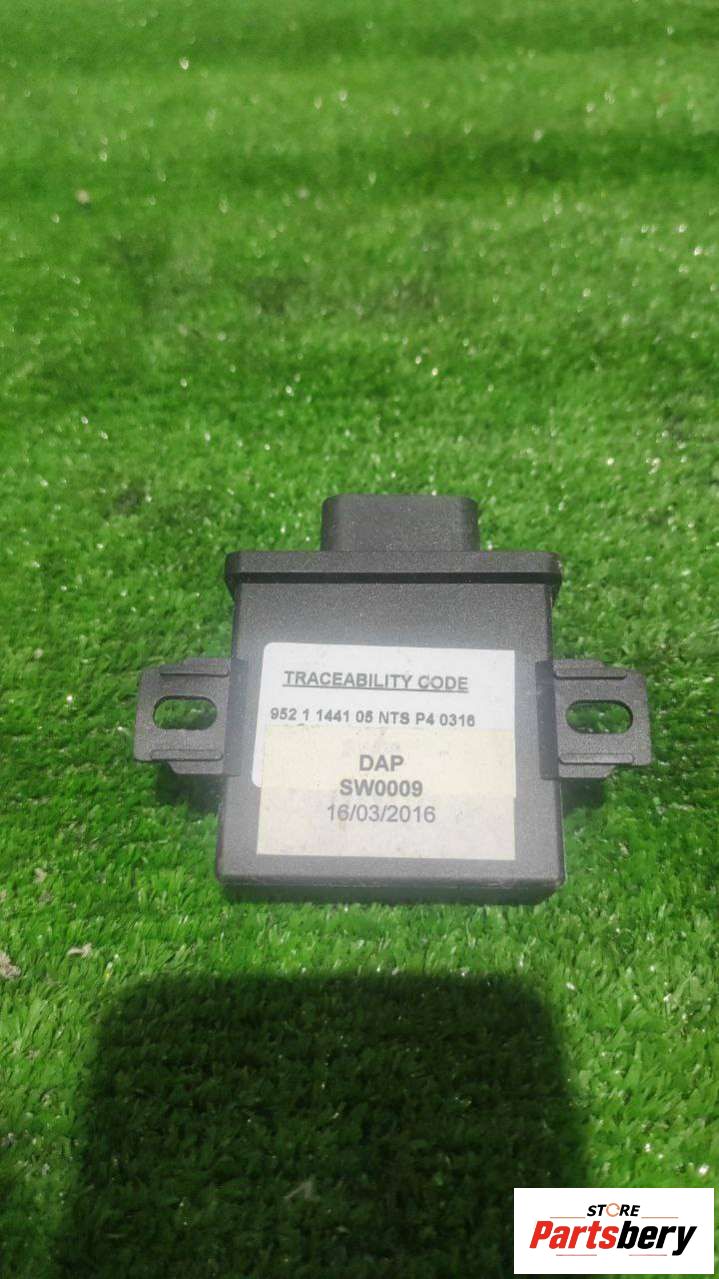 TRACEABILITY CODE
952 1 1441 05 NTS P4 0316
DAP
SW0009
16/03/2016
STORE
Partsbery